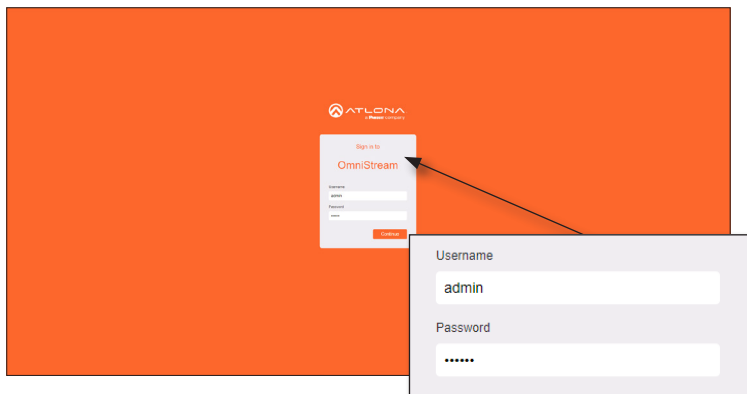 ATLONA
a Panduit company
Sign in to
OmniStream
Username
admin
Password
••••••
Continue
Username
admin
Password
••••••